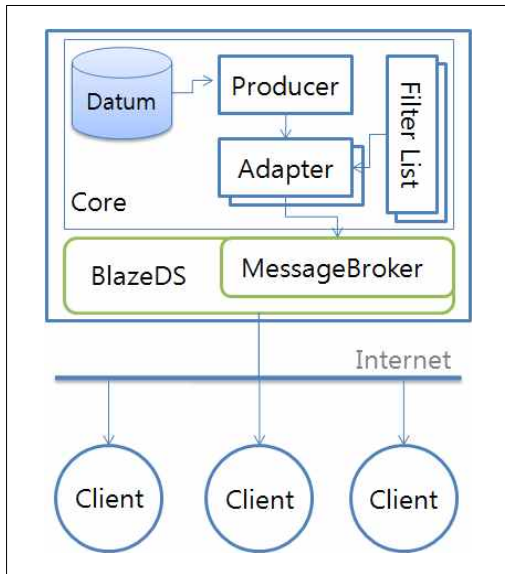 Datum
Producer
Filter List
Adapter
Core
MessageBroker
BlazeDS
Internet
Client
Client
Client